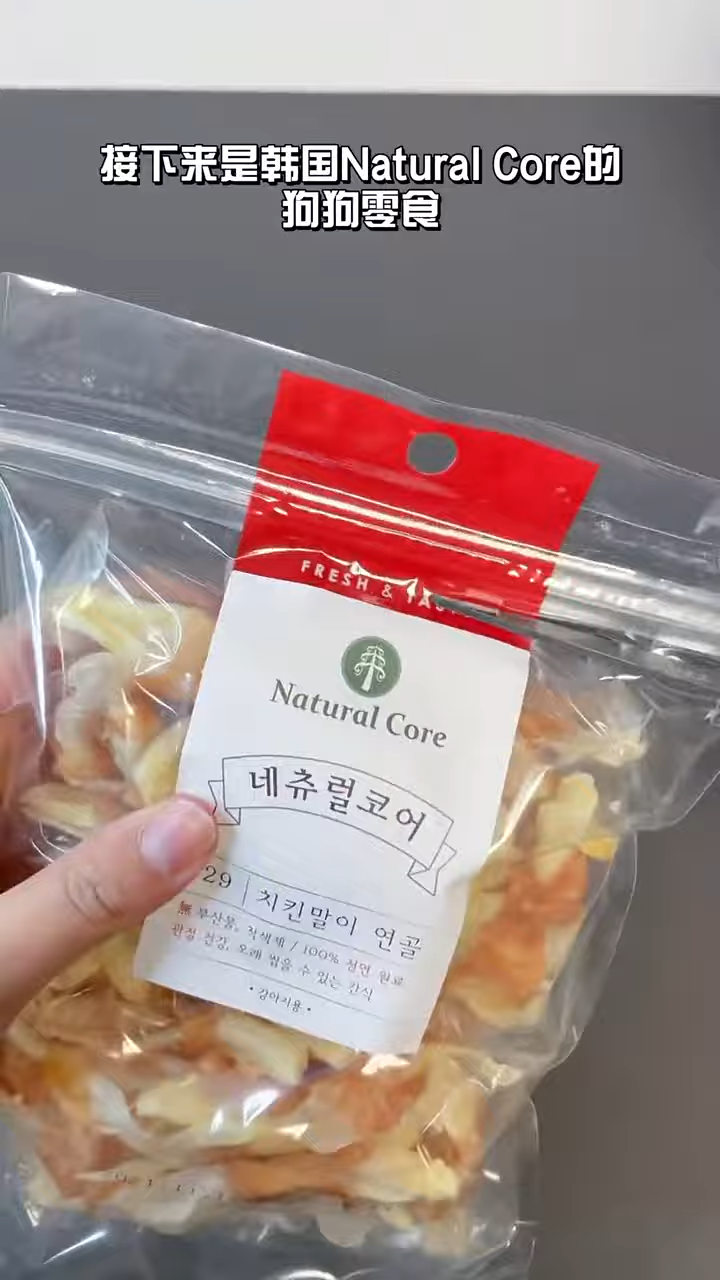 接下来是韩国Natural Core的
狗狗零食
FRESH &
Natural Core
네츄럴코어
29 | 치킨말이 연골
無 부산물, 착색제 / 100% 천연 원료
관절 건강, 오래 씹을 수 있는 간식
• 강아지용 •